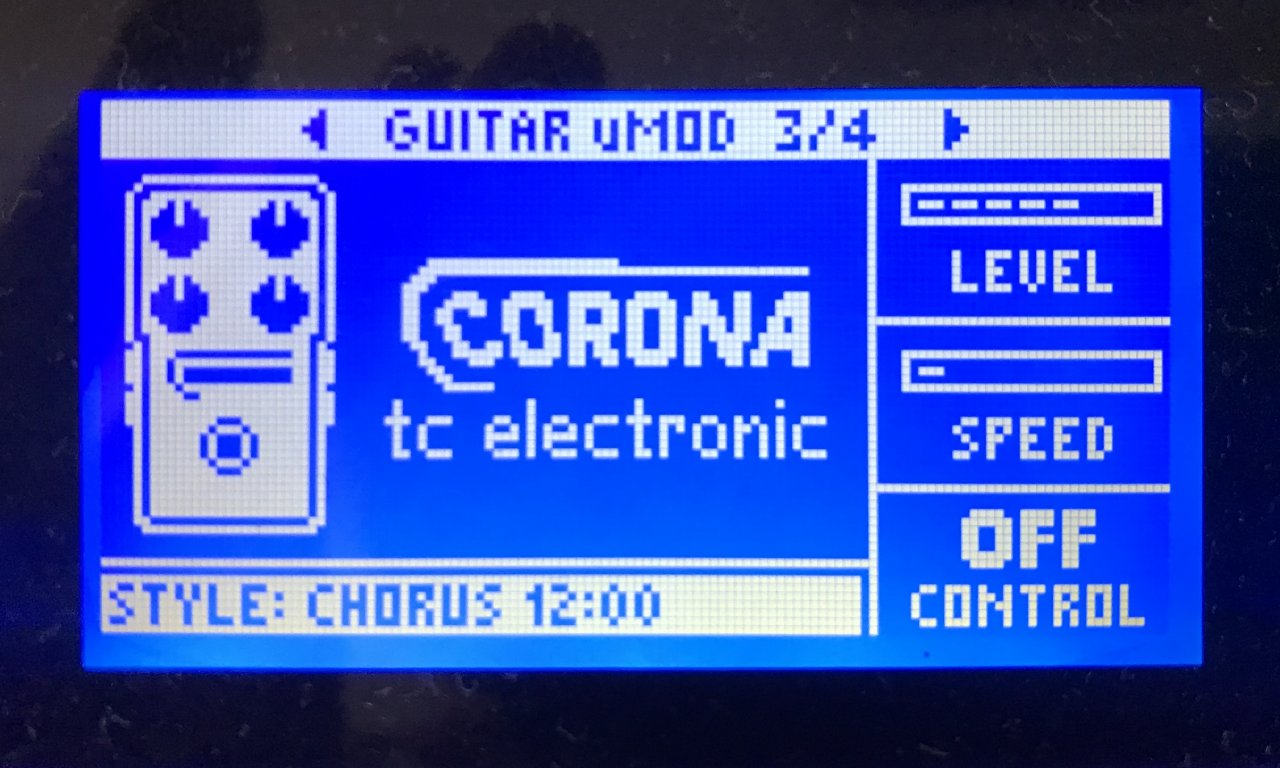 GUITAR uMOD 3/4
CORONA
tc electronic
STYLE: CHORUS 12:00
LEVEL
SPEED
OFF
CONTROL